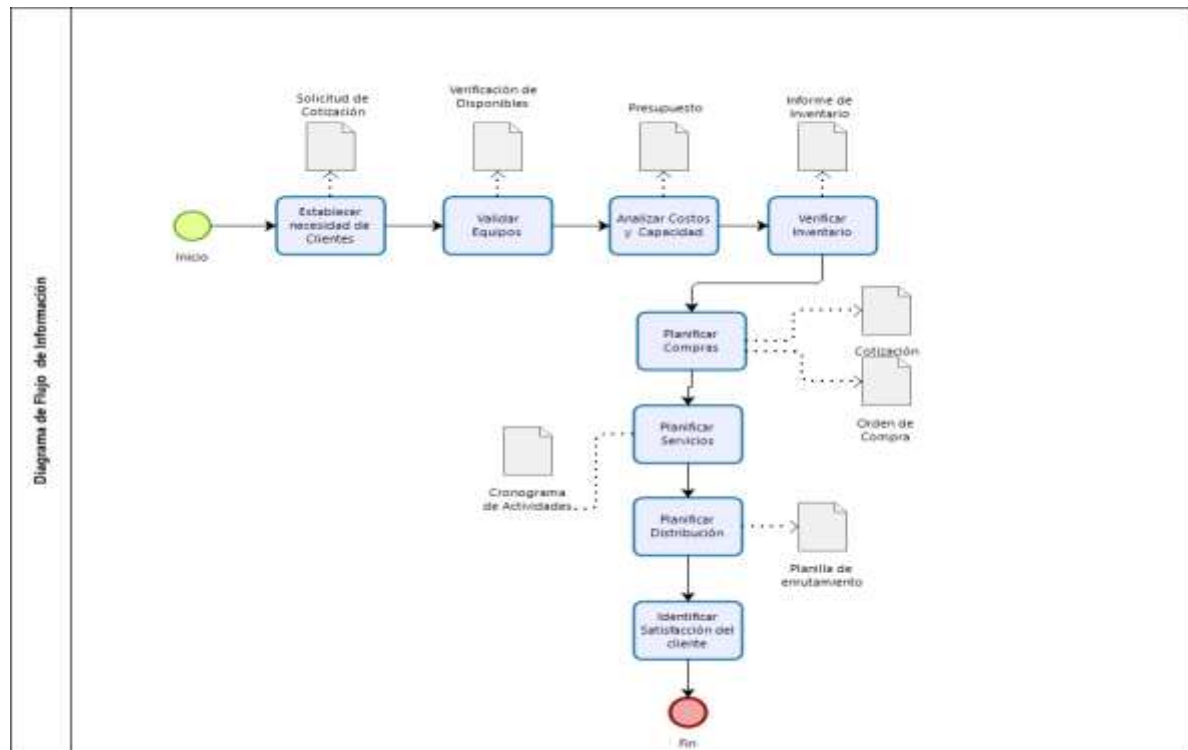 Diagrama de Flujo de Información
Solicitud de
Cotización
Verificación de
Disponibles
Presupuesto
Informe de
Inventario
Inicio
Establecer
necesidad de
Clientes
Validar
Equipos
Analizar Costos
y Capacidad
Verificar
Inventario
Planificar
Compras
Cotización
Orden de
Compra
Planificar
Servicios
Cronograma
de Actividades
Planificar
Distribución
Planilla de
enrutamiento
Identificar
Satisfacción del
cliente
Fin